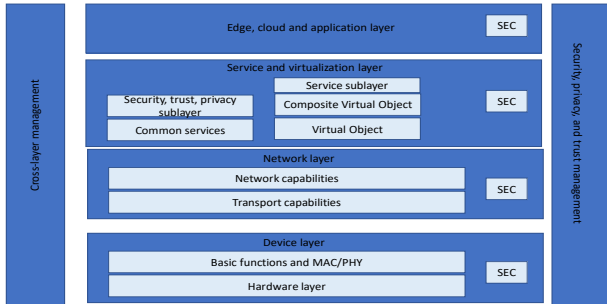 Cross-layer management
Edge, cloud and application layer
SEC
Service and virtualization layer
Service sublayer
Security, trust, privacy
sublayer
Composite Virtual Object
SEC
Common services
Virtual Object
Network layer
Network capabilities
SEC
Transport capabilities
Device layer
Basic functions and MAC/PHY
SEC
Hardware layer
Security, privacy, and trust management